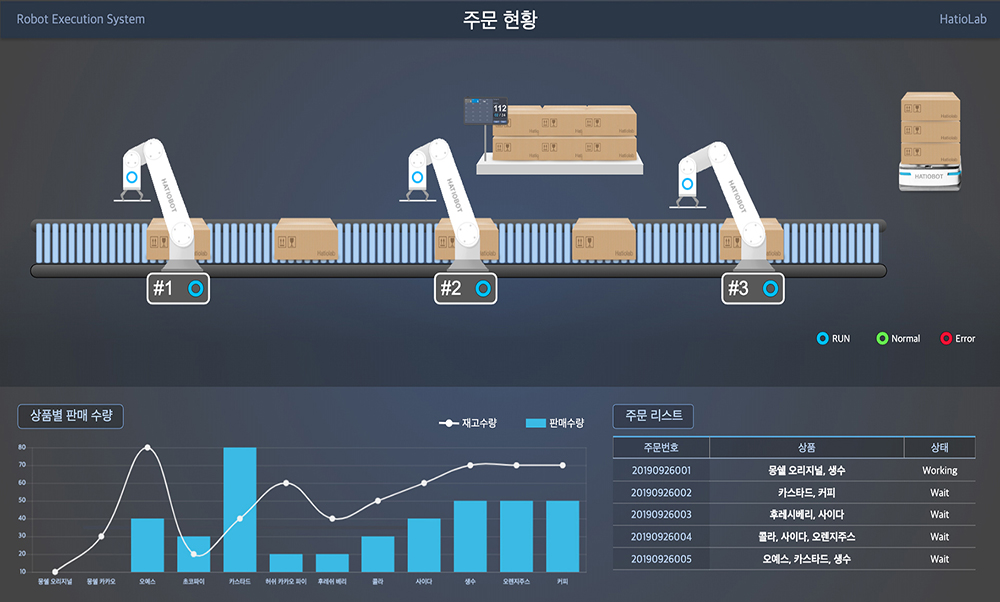 Robot Execution System
주문 현황
HatioLab
112
HatioLab
HatioLab
HatioLab
HATIOBOT
HATIOBOT
HATIOBOT
HATIOBOT
HatioLab
HatioLab
#1
#2
#3
RUN
Normal
Error
상품별 판매 수량
재고수량
판매수량
80
70
60
50
40
30
20
10
몽쉘 오리지널
몽쉘 카카오
오예스
초코파이
카스타드
허쉬 카카오 파이
후레쉬 베리
콜라
사이다
생수
오렌지주스
커피
주문 리스트
주문번호 상품 상태
20190926001 몽쉘 오리지널, 생수 Working
20190926002 카스타드, 커피 Wait
20190926003 후레시베리, 사이다 Wait
20190926004 콜라, 사이다, 오렌지주스 Wait
20190926005 오예스, 카스타드, 생수 Wait